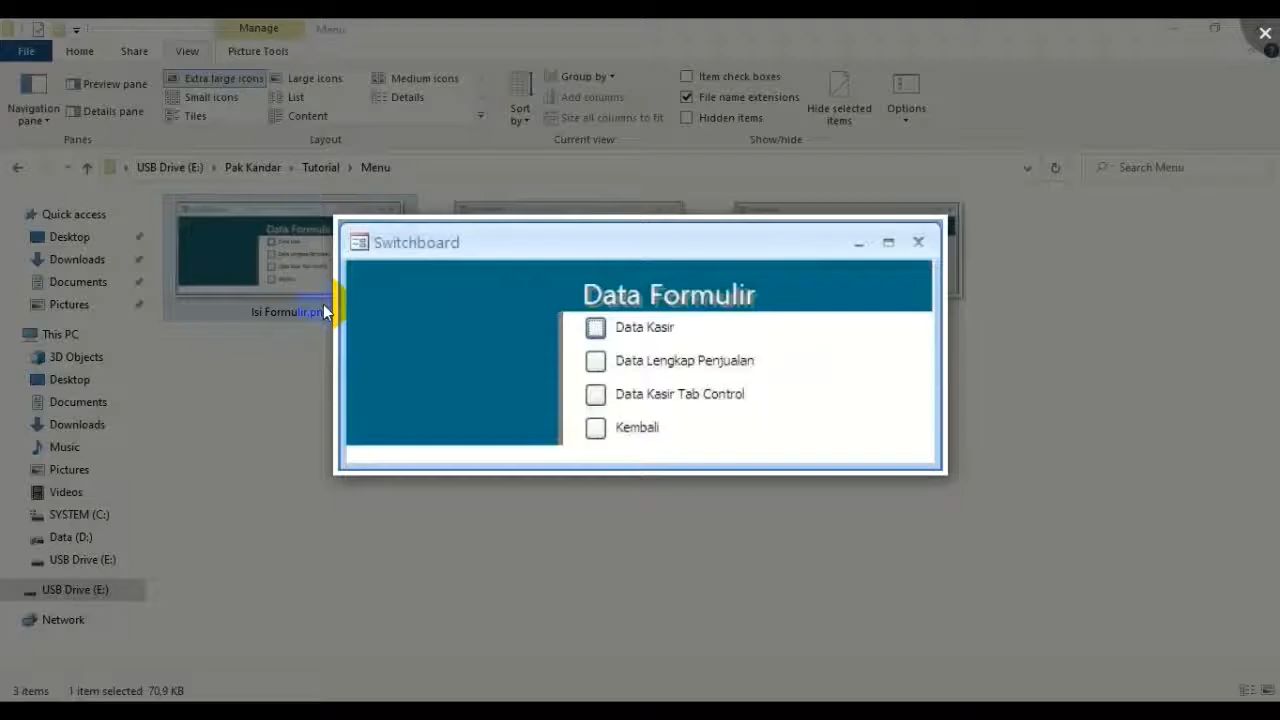 Manage
Menu
File Home Share View Picture Tools
Navigation pane
Preview pane
Details pane
Panes
Extra large icons Large icons Medium icons
Small icons List Details
Tiles Content
Layout
Sort by
Group by
Add columns
Size all columns to fit
Current view
Item check boxes
File name extensions
Hidden items
Hide selected items
Show/hide
Options
USB Drive (E:) Pak Kandar Tutorial Menu
Search Menu
Quick access
Desktop
Downloads
Documents
Pictures
This PC
3D Objects
Desktop
Documents
Downloads
Music
Pictures
Videos
SYSTEM (C:)
Data (D:)
USB Drive (E:)
USB Drive (E:)
Network
Data Formulir
Isi Formulir.pn
Switchboard
Data Formulir
Data Kasir
Data Lengkap Penjualan
Data Kasir Tab Control
Kembali
3 items 1 item selected 70,9 KB